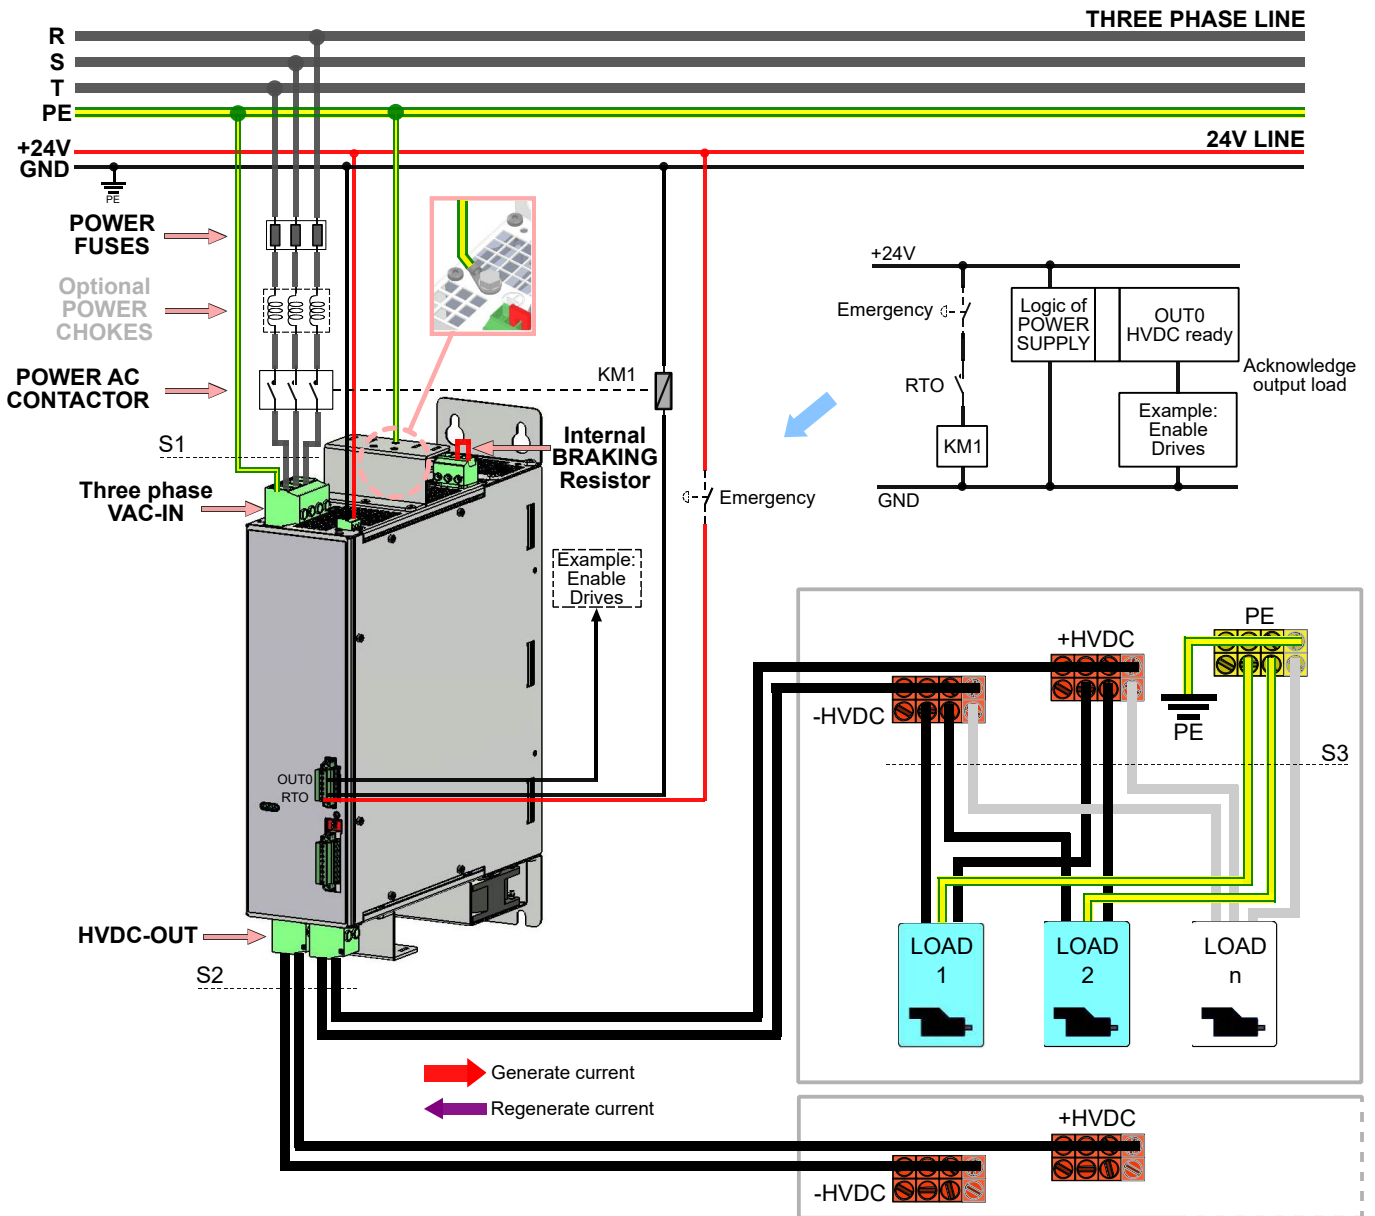 THREE PHASE LINE
R
S
T
PE
24V LINE
+24V
GND
PE
POWER
FUSES
Optional
POWER
CHOKES
POWER AC
CONTACTOR
KM1
S1
Three phase
VAC-IN
Internal
BRAKING
Resistor
Emergency
Example:
Enable
Drives
OUT0
RTO
HVDC-OUT
S2
Generate current
Regenerate current
+24V
Emergency
RTO
KM1
GND
Logic of
POWER
SUPPLY
OUT0
HVDC ready
Acknowledge
output load
Example:
Enable
Drives
PE
+HVDC
-HVDC
PE
S3
LOAD
1
LOAD
2
LOAD
n
+HVDC
-HVDC